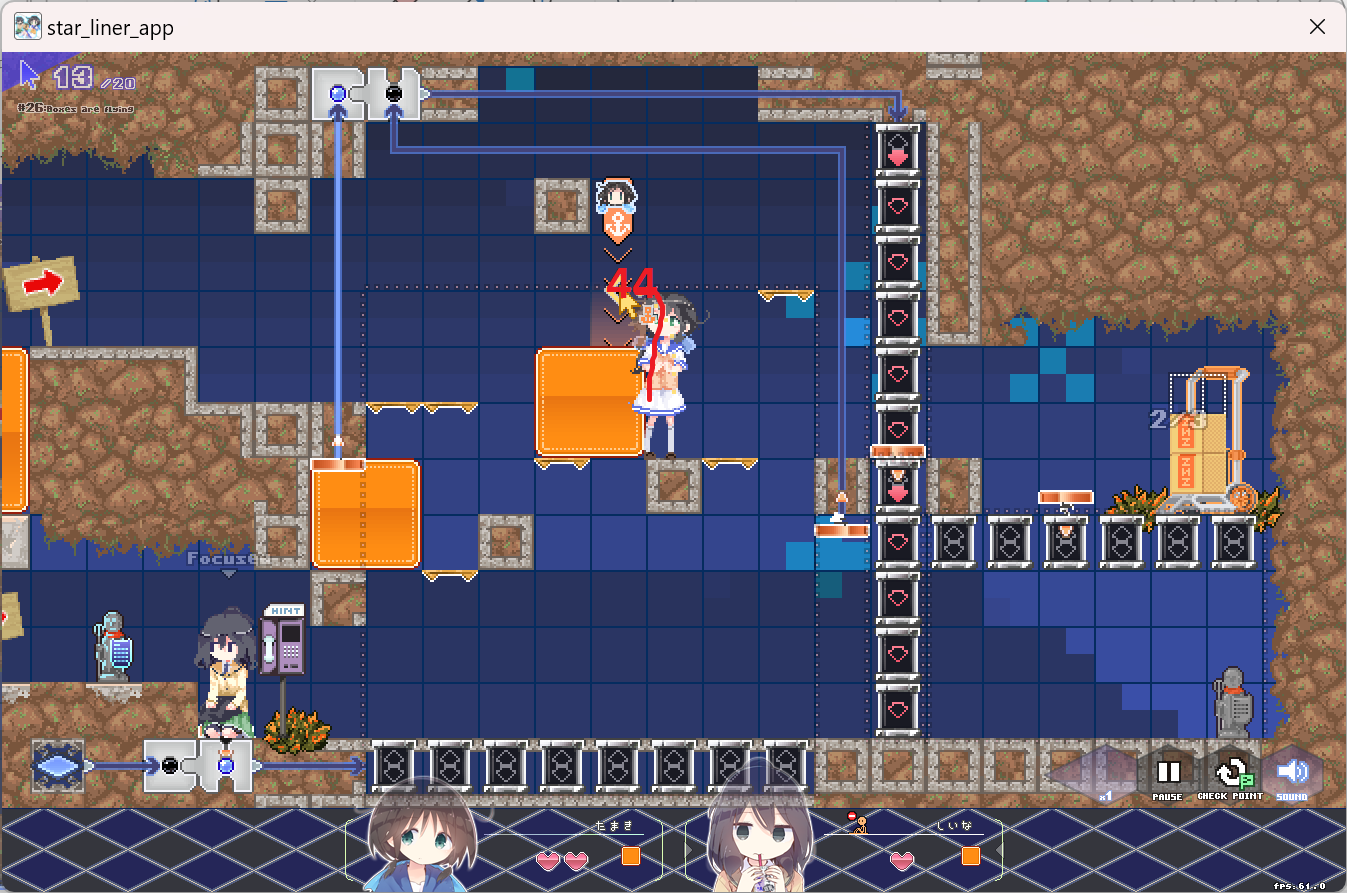 star_liner_app
13 /20
#26:Boxes are flying
44
2/3
Focused
HINT
x1
PAUSE
CHECK POINT
SOUND
たまき
しいな
fps:61.0